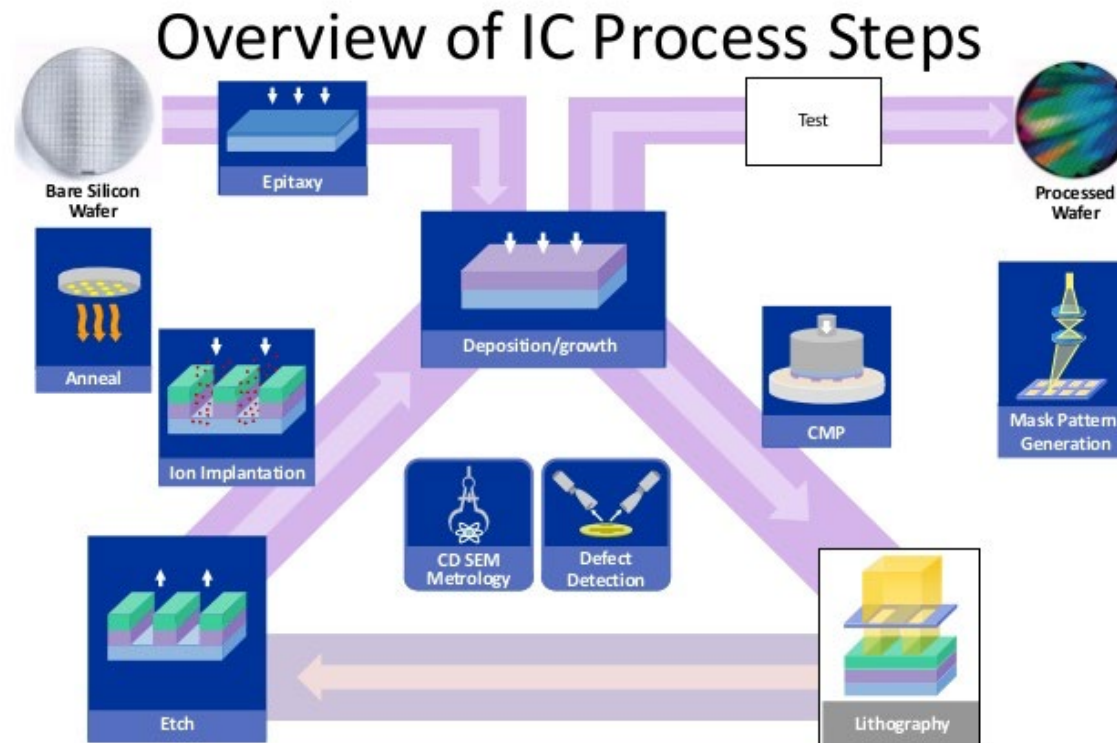 Overview of IC Process Steps
Test
Bare Silicon
Wafer
Epitaxy
Processed
Wafer
Anneal
Deposition/growth
Ion Implantation
CMP
Mask Pattern
Generation
CD SEM
Metrology
Defect
Detection
Etch
Lithography